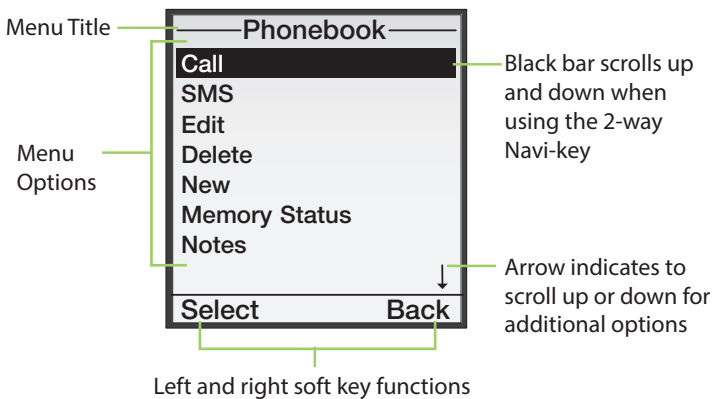 Menu Title
Phonebook
Call
SMS
Edit
Delete
New
Memory Status
Notes
Select Back
Menu
Options
Black bar scrolls up
and down when
using the 2-way
Navi-key
Arrow indicates to
scroll up or down for
additional options
Left and right soft key functions